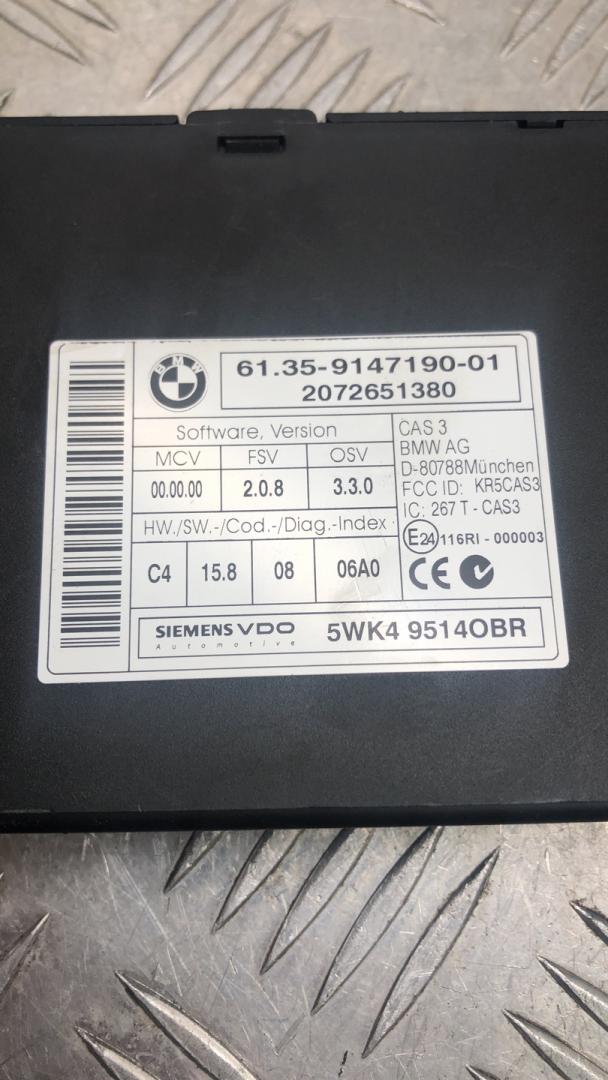 BMW
61.35-9147190-01
2072651380
Software, Version
MCV FSV OSV
00.00.00 2.0.8 3.3.0
HW./SW.-/Cod.-/Diag.-Index
C4 15.8 08 06A0
CAS 3
BMW AG
D-80788München
FCC ID: KR5CAS3
IC: 267 T - CAS3
E24 116RI - 000003
CE
SIEMENS VDO
Automotive
5WK4 9514OBR